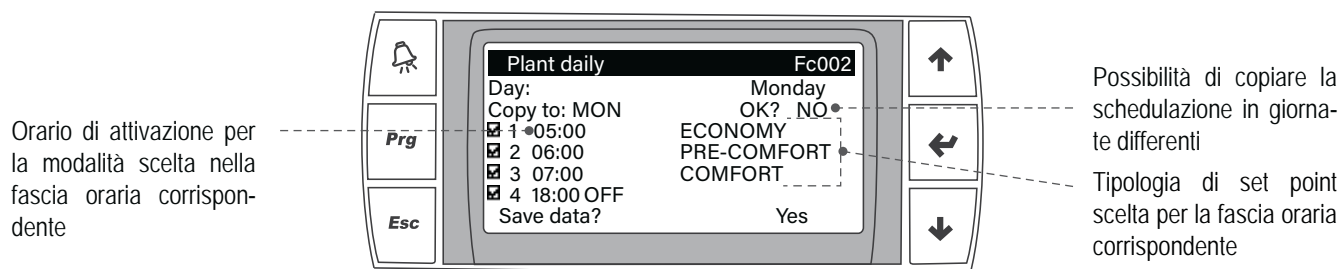 Orario di attivazione per
la modalità scelta nella
fascia oraria corrispon-
dente
Prg
Esc
Plant daily Fc002
Day: Monday
Copy to: MON OK? NO
1 05:00 ECONOMY
2 06:00 PRE-COMFORT
3 07:00 COMFORT
4 18:00 OFF
Save data? Yes
Possibilità di copiare la
schedulazione in giorna-
te differenti
Tipologia di set point
scelta per la fascia oraria
corrispondente